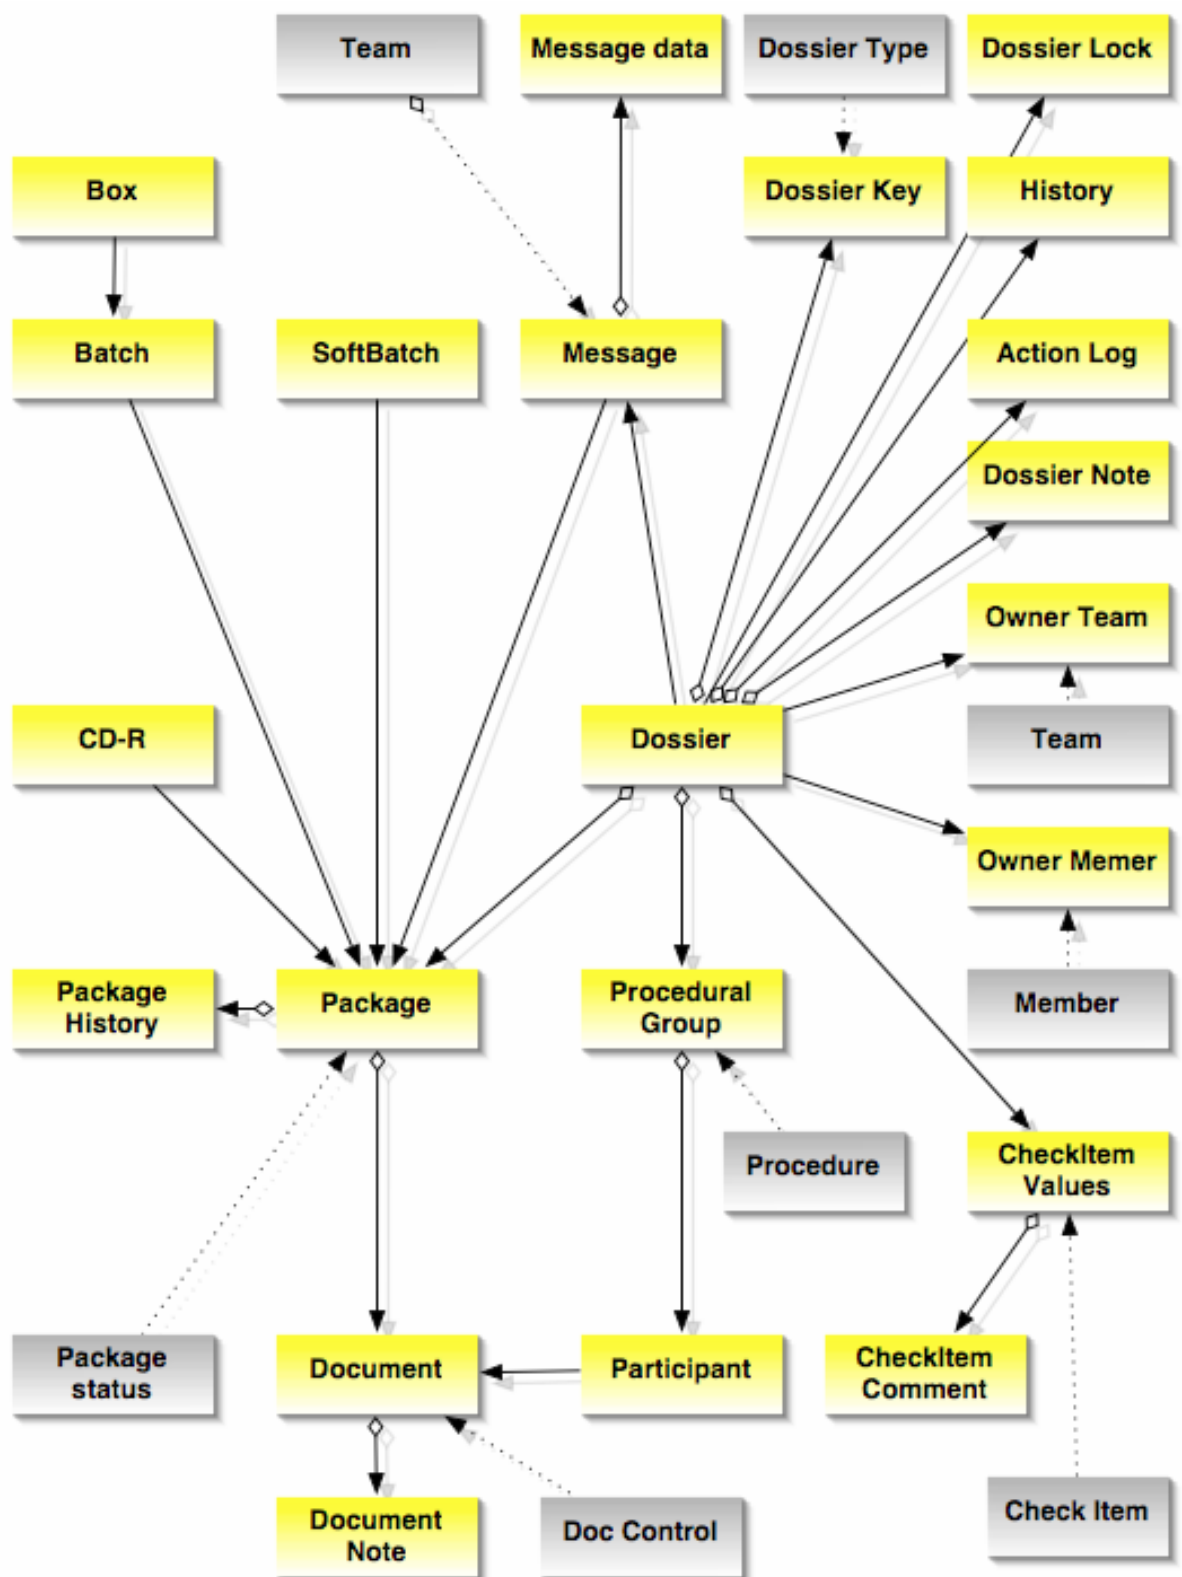 Team
Message data
Dossier Type
Dossier Lock
Box
Dossier Key
History
Batch
SoftBatch
Message
Action Log
Dossier Note
Owner Team
CD-R
Dossier
Team
Owner Memer
Package
History
Package
Procedural
Group
Member
Procedure
CheckItem
Values
Package
status
Document
Participant
CheckItem
Comment
Document
Note
Doc Control
Check Item